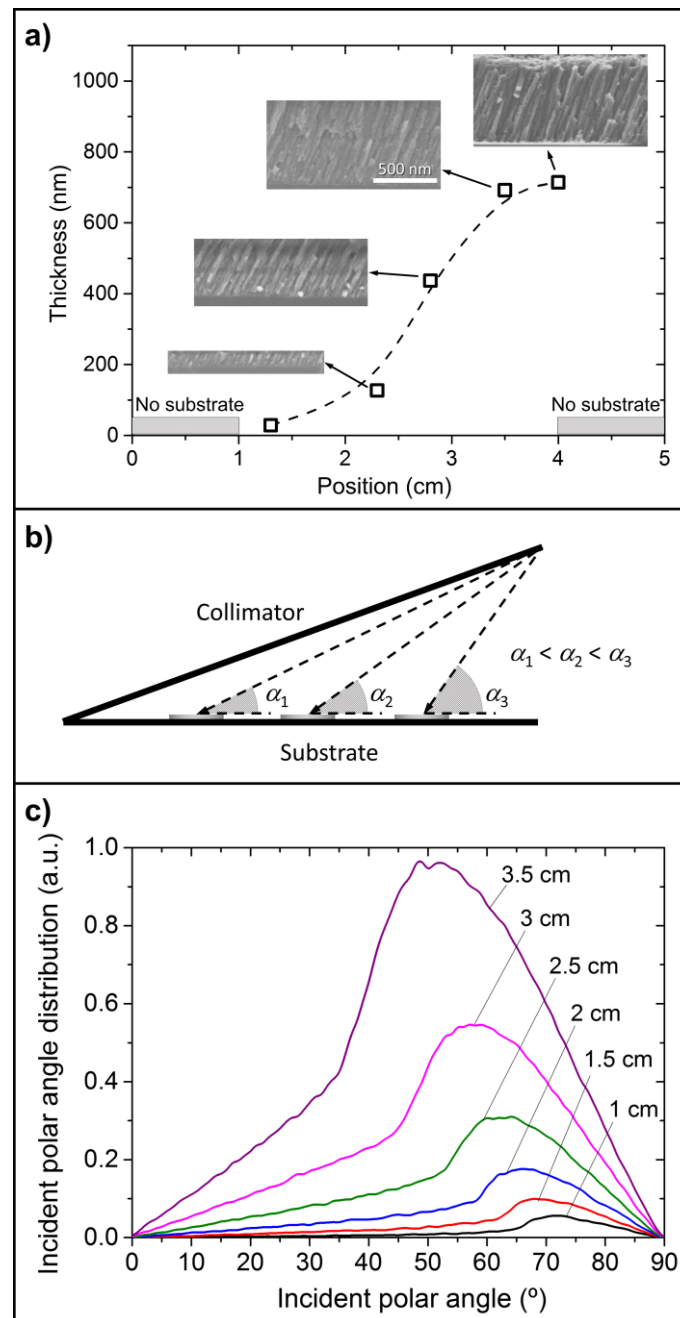 a)
1000
800
600
400
200
0
Thickness (nm)
500 nm
No substrate
No substrate
0
1
2
3
4
5
Position (cm)
b)
Collimator
α1
α2
α3
α1 < α2 < α3
Substrate
c)
1.0
0.8
0.6
0.4
0.2
0.0
Incident polar angle distribution (a.u.)
3.5 cm
3 cm
2.5 cm
2 cm
1.5 cm
1 cm
0
10
20
30
40
50
60
70
80
90
Incident polar angle (º)